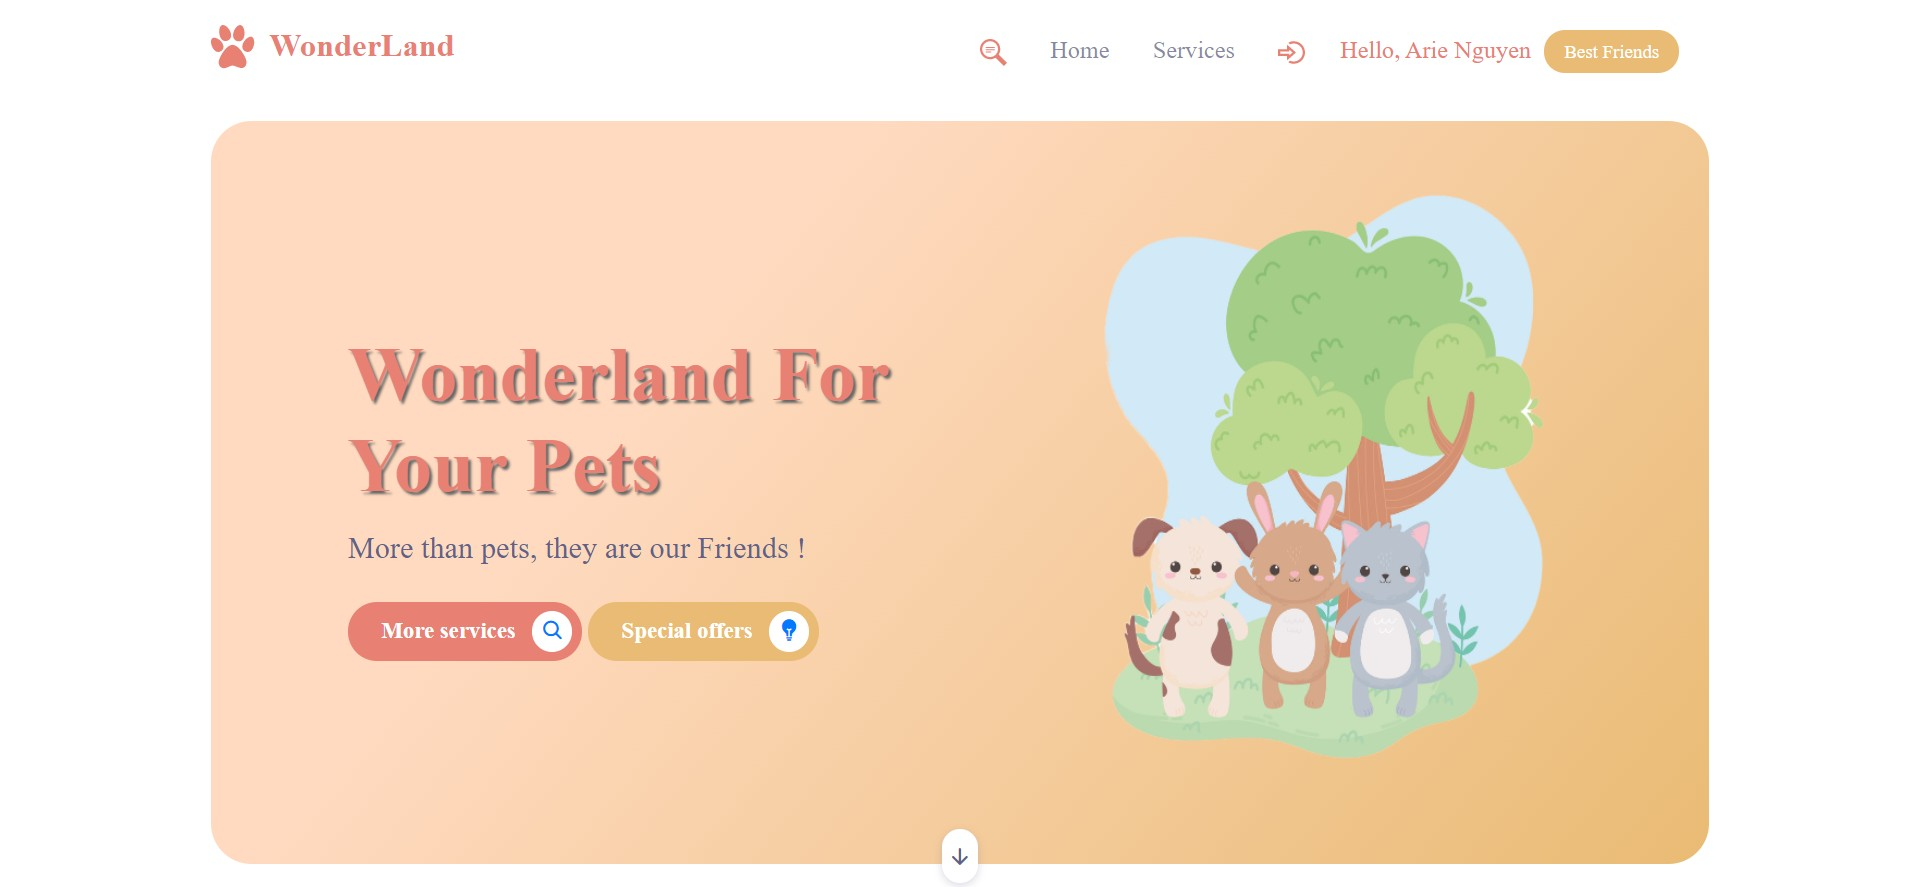 WonderLand
Home
Services
Hello, Arie Nguyen
Best Friends
Wonderland For
Your Pets
More than pets, they are our Friends !
More services
Special offers